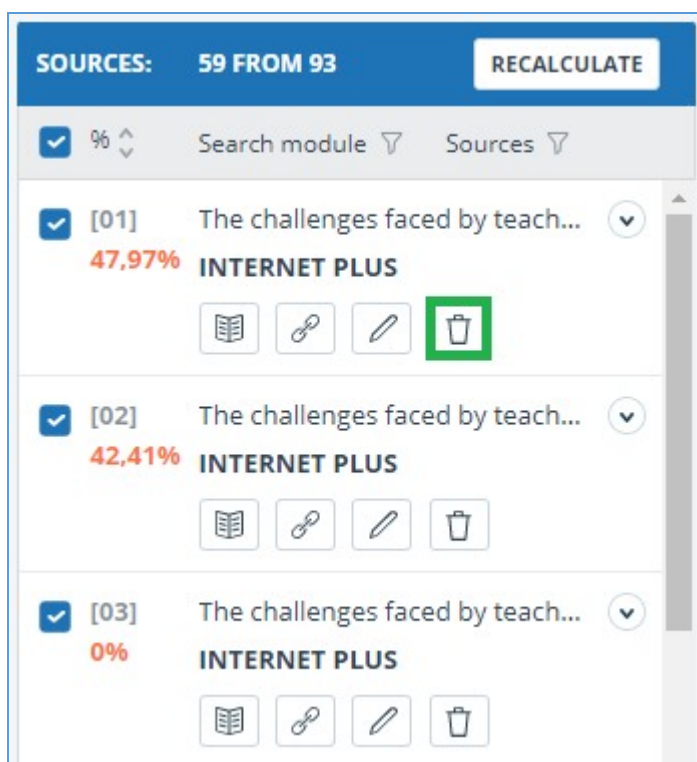 SOURCES: 59 FROM 93 RECALCULATE
% Search module Sources
[01] The challenges faced by teach...
47,97% INTERNET PLUS
[02] The challenges faced by teach...
42,41% INTERNET PLUS
[03] The challenges faced by teach...
0% INTERNET PLUS